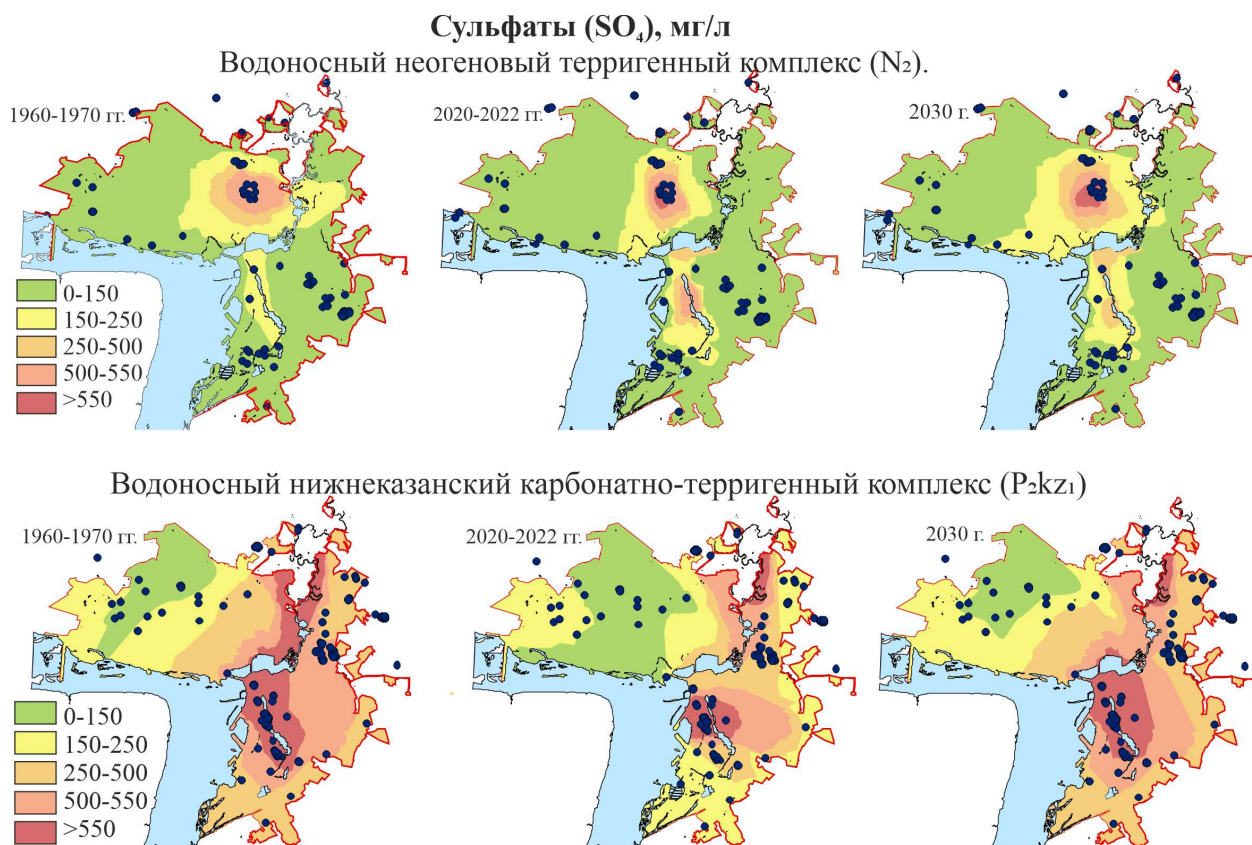 Сульфаты (SO₄), мг/л
Водоносный неогеновый терригенный комплекс (N₂).
1960-1970 гг.
2020-2022 гг.
2030 г.
0-150
150-250
250-500
500-550
>550
Водоносный нижнеказанский карбонатно-терригенный комплекс (P₂kz₁)
1960-1970 гг.
2020-2022 гг.
2030 г.
0-150
150-250
250-500
500-550
>550